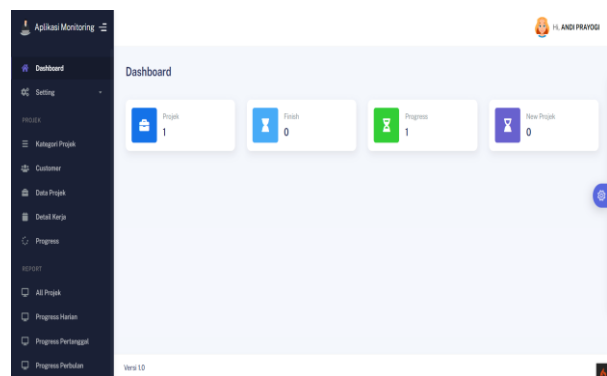 Aplikasi Monitoring
Hi, ANDI PRAYOGI
Dashboard
Setting
PROJEK
Kategori Projek
Customer
Data Projek
Detail Kerja
Progress
REPORT
All Projek
Progress Harian
Progress Pertanggal
Progress Perbulan
Dashboard
Projek
1
Finish
0
Progress
1
New Projek
0
Versi 1.0